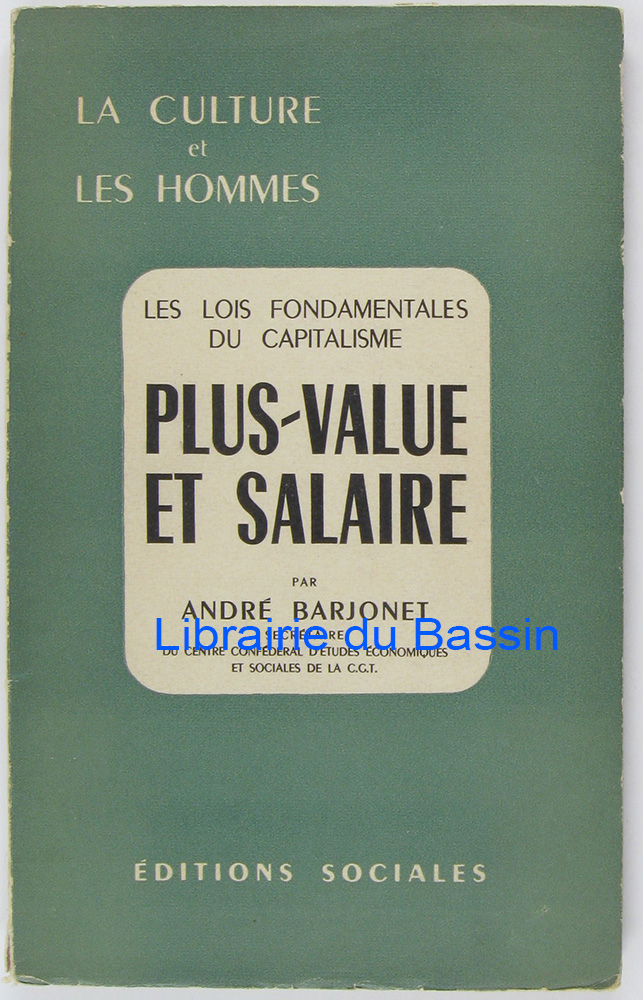 LA CULTURE
et
LES HOMMES
LES LOIS FONDAMENTALES
DU CAPITALISME
PLUS-VALUE
ET SALAIRE
PAR
ANDRÉ BARJONET
SECRÉTAIRE
Librairie du Bassin
DU CENTRE CONFÉDÉRAL D'ÉTUDES ÉCONOMIQUES
ET SOCIALES DE LA C.G.T.
ÉDITIONS SOCIALES